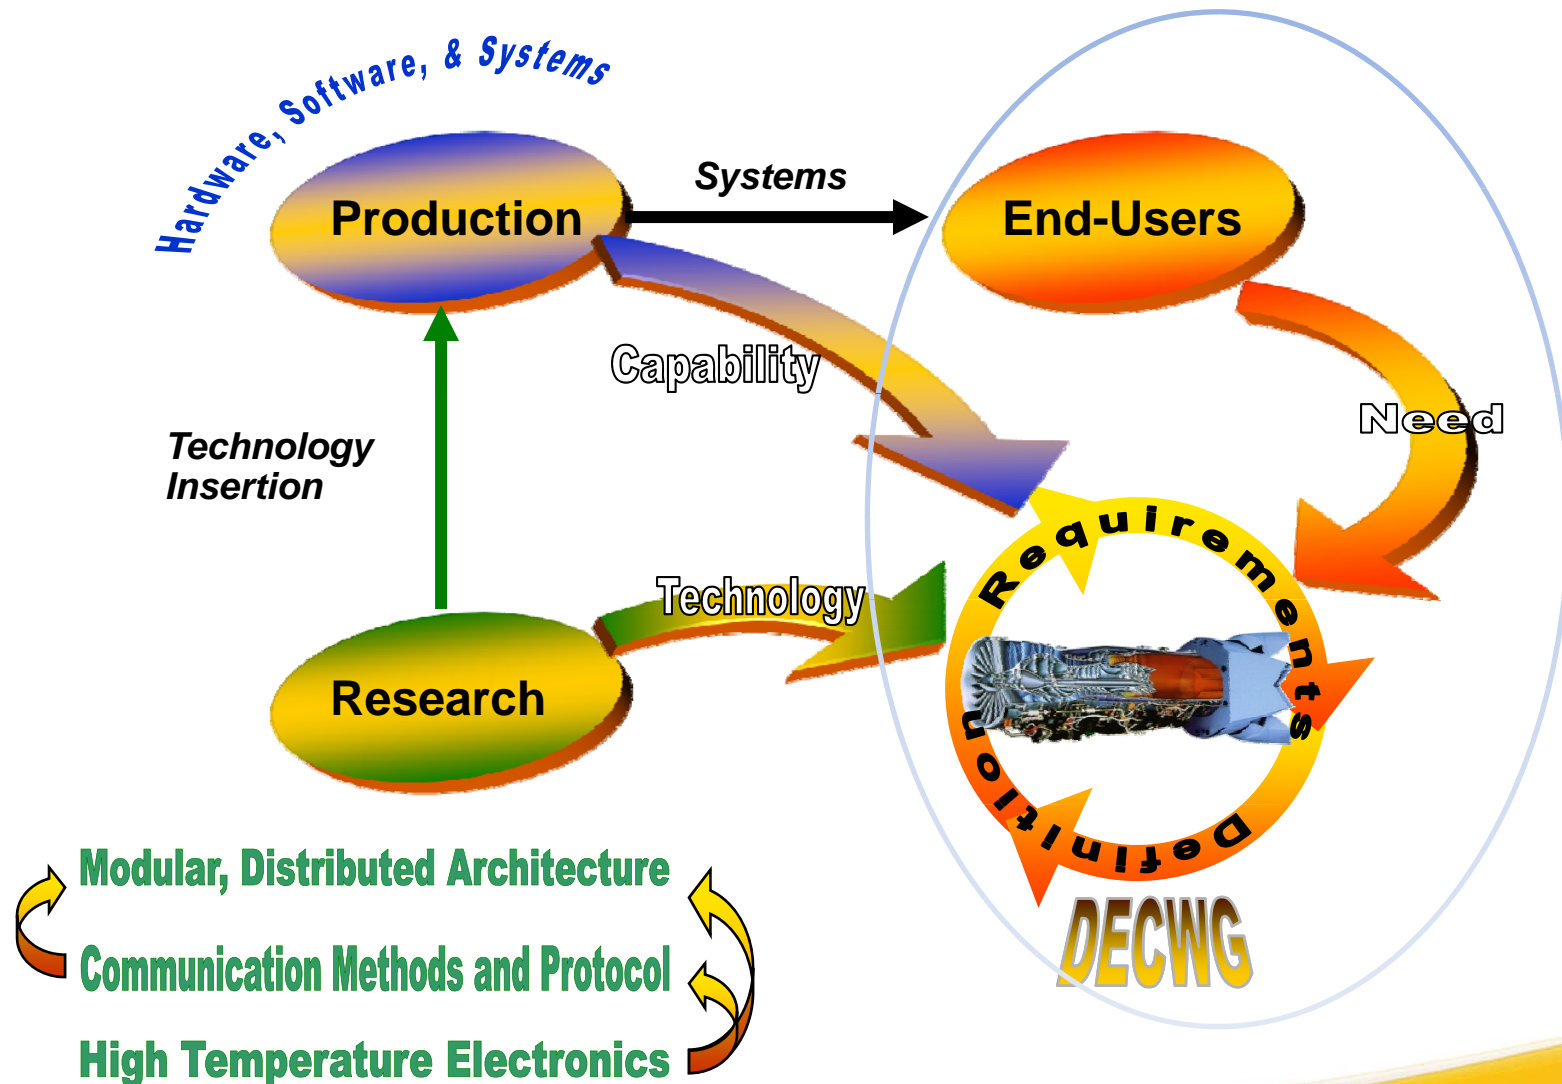 Hardware, Software, & Systems
Production
Systems
End-Users
Capability
Need
Technology
Insertion
Requirements
Definition
Technology
Research
DECWG
Modular, Distributed Architecture
Communication Methods and Protocol
High Temperature Electronics